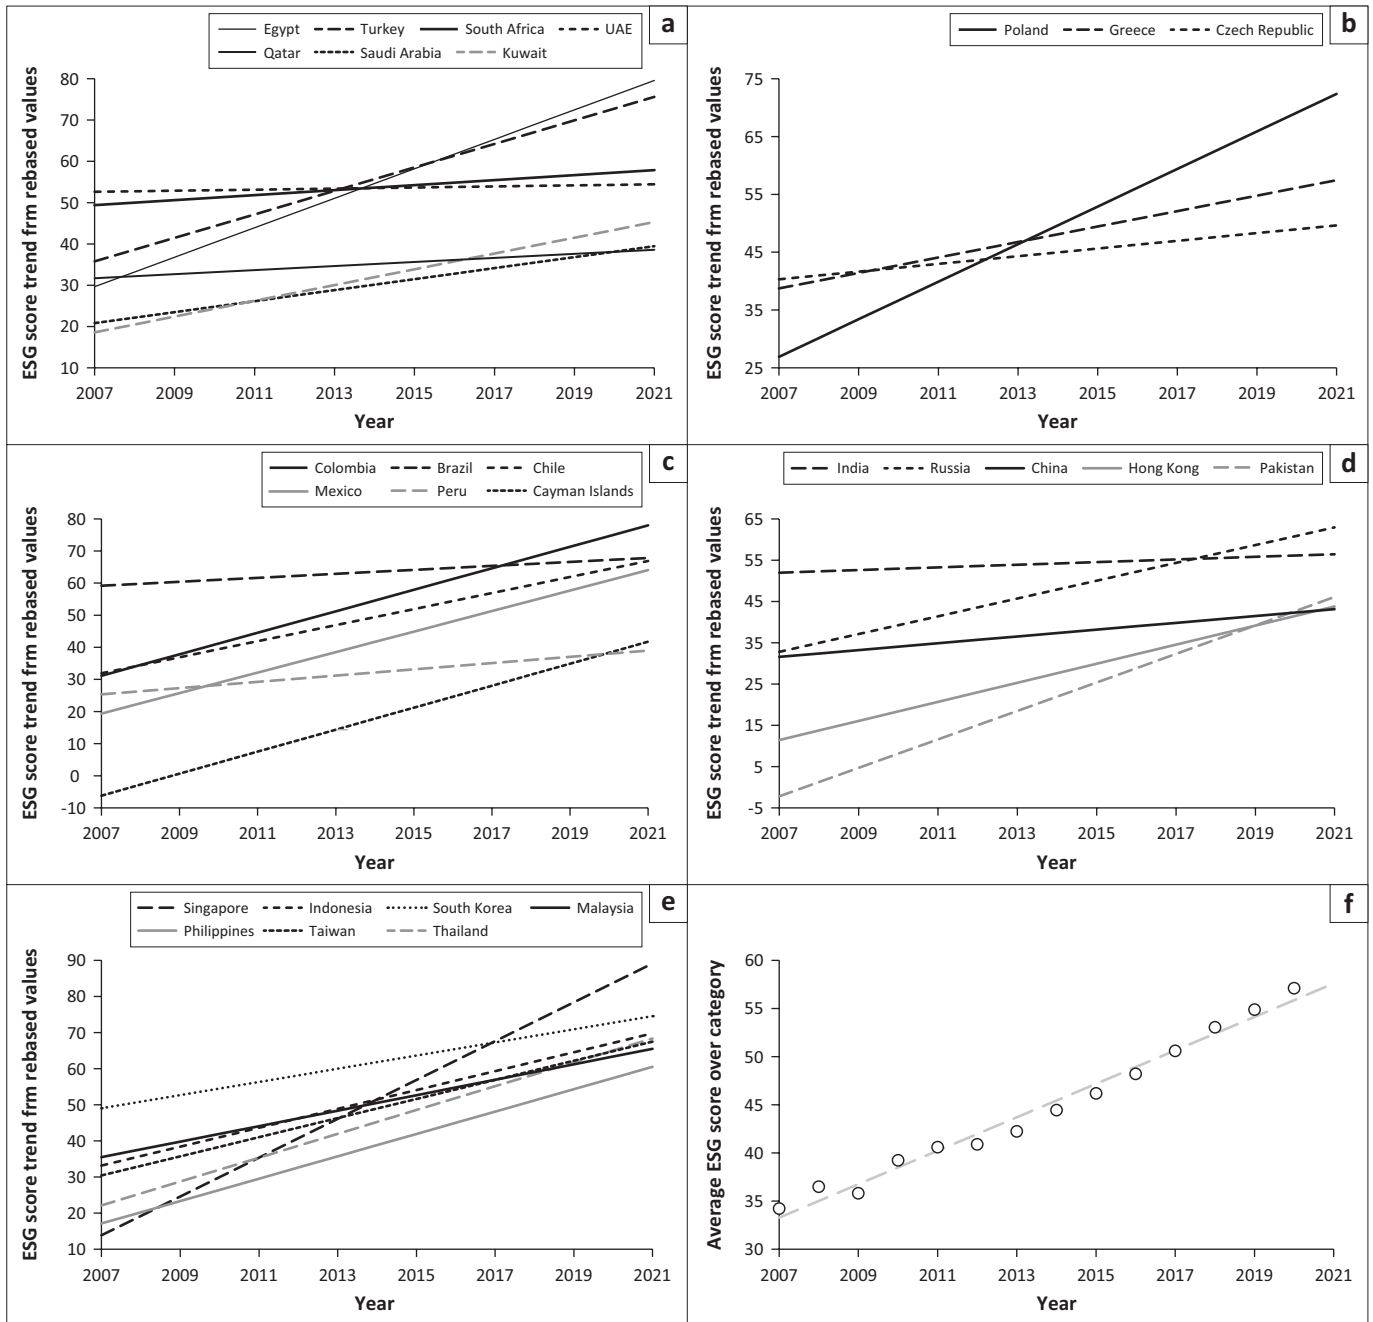 Egypt Turkey South Africa UAE
Qatar Saudi Arabia Kuwait
a
ESG score trend frm rebased values
80
70
60
50
40
30
20
10
2007 2009 2011 2013 2015 2017 2019 2021
Year
Poland Greece Czech Republic
b
ESG score trend frm rebased values
75
65
55
45
35
25
2007 2009 2011 2013 2015 2017 2019 2021
Year
Colombia Brazil Chile
Mexico Peru Cayman Islands
c
ESG score trend frm rebased values
80
70
60
50
40
30
20
10
0
-10
2007 2009 2011 2013 2015 2017 2019 2021
Year
India Russia China Hong Kong Pakistan
d
ESG score trend frm rebased values
65
55
45
35
25
15
5
-5
2007 2009 2011 2013 2015 2017 2019 2021
Year
Singapore Indonesia South Korea Malaysia
Philippines Taiwan Thailand
e
ESG score trend frm rebased values
90
80
70
60
50
40
30
20
10
2007 2009 2011 2013 2015 2017 2019 2021
Year
f
Average ESG score over category
60
55
50
45
40
35
30
2007 2009 2011 2013 2015 2017 2019 2021
Year